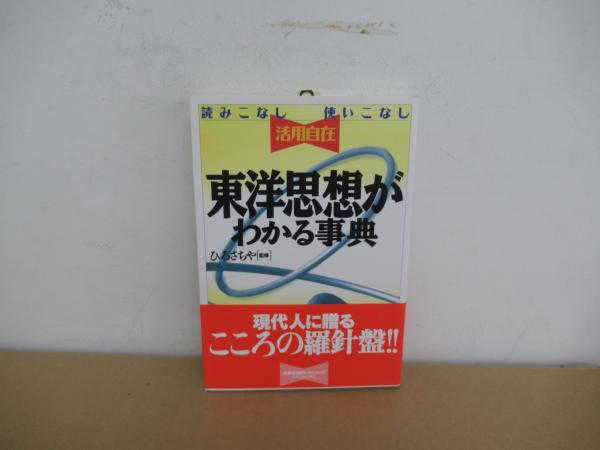 読みこなし 使いこなし
活用自在
東洋思想が
わかる事典
ひろさちや[監修]
現代人に贈る
こころの羅針盤!!